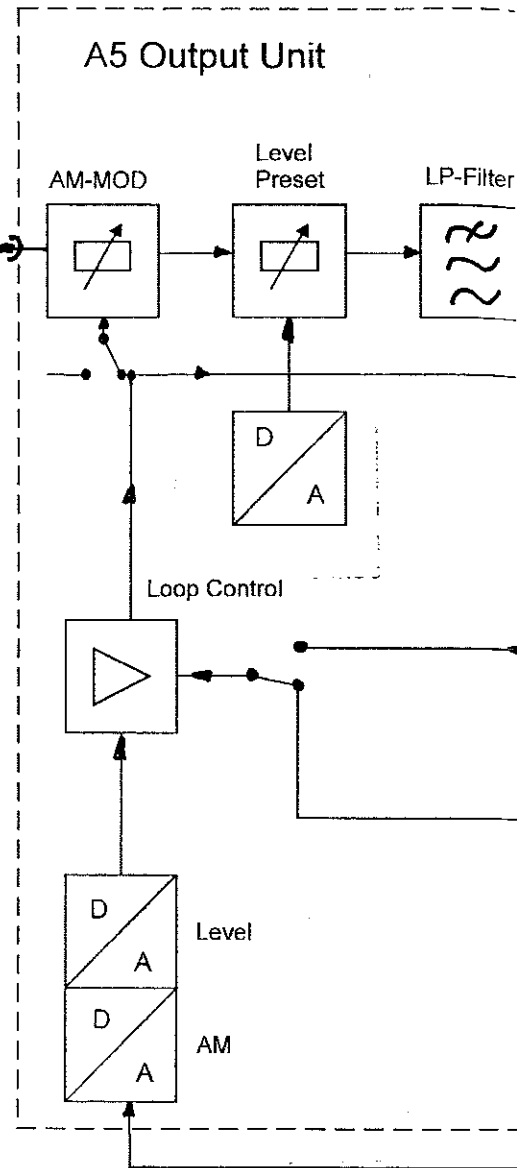 A5 Output Unit
AM-MOD
Level
Preset
LP-Filter
D
A
Loop Control
D
A
Level
D
A
AM